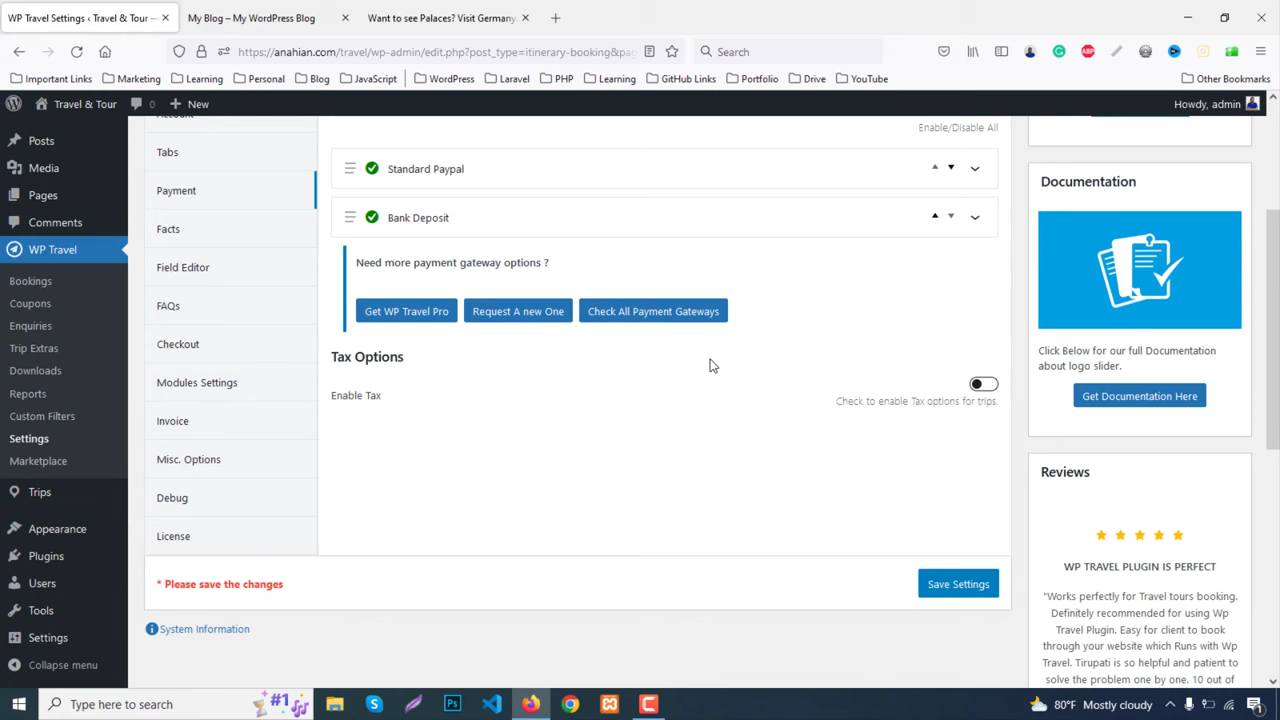 WP Travel Settings ‹ Travel & Tour —
My Blog – My WordPress Blog
Want to see Palaces? Visit Germany.
https://anahian.com/travel/wp-admin/edit.php?post_type=itinerary-booking&pag
Search
Important Links
Marketing
Learning
Personal
Blog
JavaScript
WordPress
Laravel
PHP
Learning
GitHub Links
Portfolio
Drive
YouTube
Other Bookmarks
Travel & Tour
0
New
Howdy, admin
Posts
Media
Pages
Comments
WP Travel
Bookings
Coupons
Enquiries
Trip Extras
Downloads
Reports
Custom Filters
Settings
Marketplace
Trips
Appearance
Plugins
Users
Tools
Settings
Collapse menu
Account
Tabs
Payment
Facts
Field Editor
FAQs
Checkout
Modules Settings
Invoice
Misc. Options
Debug
License
Enable/Disable All
Standard Paypal
Bank Deposit
Need more payment gateway options ?
Get WP Travel Pro
Request A new One
Check All Payment Gateways
Tax Options
Enable Tax
Check to enable Tax options for trips.
* Please save the changes
Save Settings
System Information
Documentation
Click Below for our full Documentation
about logo slider.
Get Documentation Here
Reviews
WP TRAVEL PLUGIN IS PERFECT
"Works perfectly for Travel tours booking.
Definitely recommended for using Wp
Travel Plugin. Easy for client to book
through your website which Runs with Wp
Travel. Tirupati is so helpful and patient to
solve the problem one by one. 10 out of
Type here to search
#1
80°F Mostly cloudy